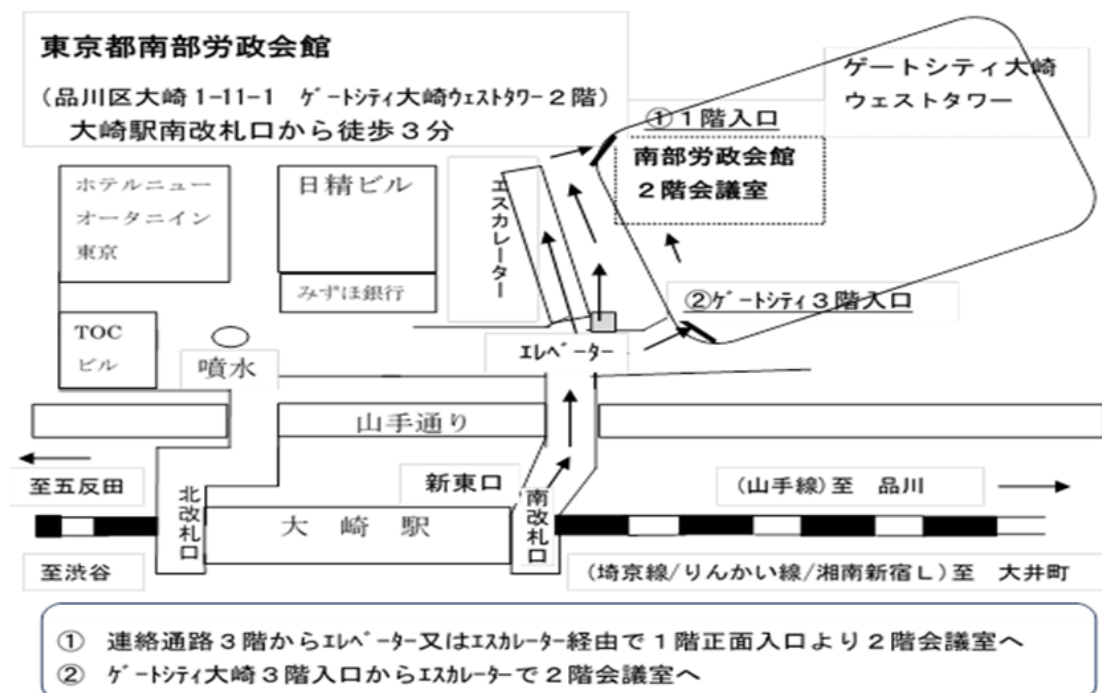 東京都南部労政会館
(品川区大崎1-11-1 ｹﾞｰﾄｼﾃｨ大崎ｳｪｽﾄﾀﾜｰ2階)
大崎駅南改札口から徒歩3分
ゲートシティ大崎
ウェストタワー
①1階入口
南部労政会館
2階会議室
エスカレーター
ホテルニュー
オータニイン
東京
日精ビル
みずほ銀行
②ｹﾞｰﾄｼﾃｨ3階入口
TOC
ビル
噴水
ｴﾚﾍﾞｰﾀｰ
山手通り
至五反田
北改札口
新東口
南改札口
(山手線)至 品川
大崎駅
至渋谷
(埼京線/りんかい線/湘南新宿L)至 大井町
① 連絡通路3階からｴﾚﾍﾞｰﾀｰ又はｴｽｶﾚｰﾀｰ経由で1階正面入口より2階会議室へ
② ｹﾞｰﾄｼﾃｨ大崎3階入口からｴｽｶﾚｰﾀｰで2階会議室へ